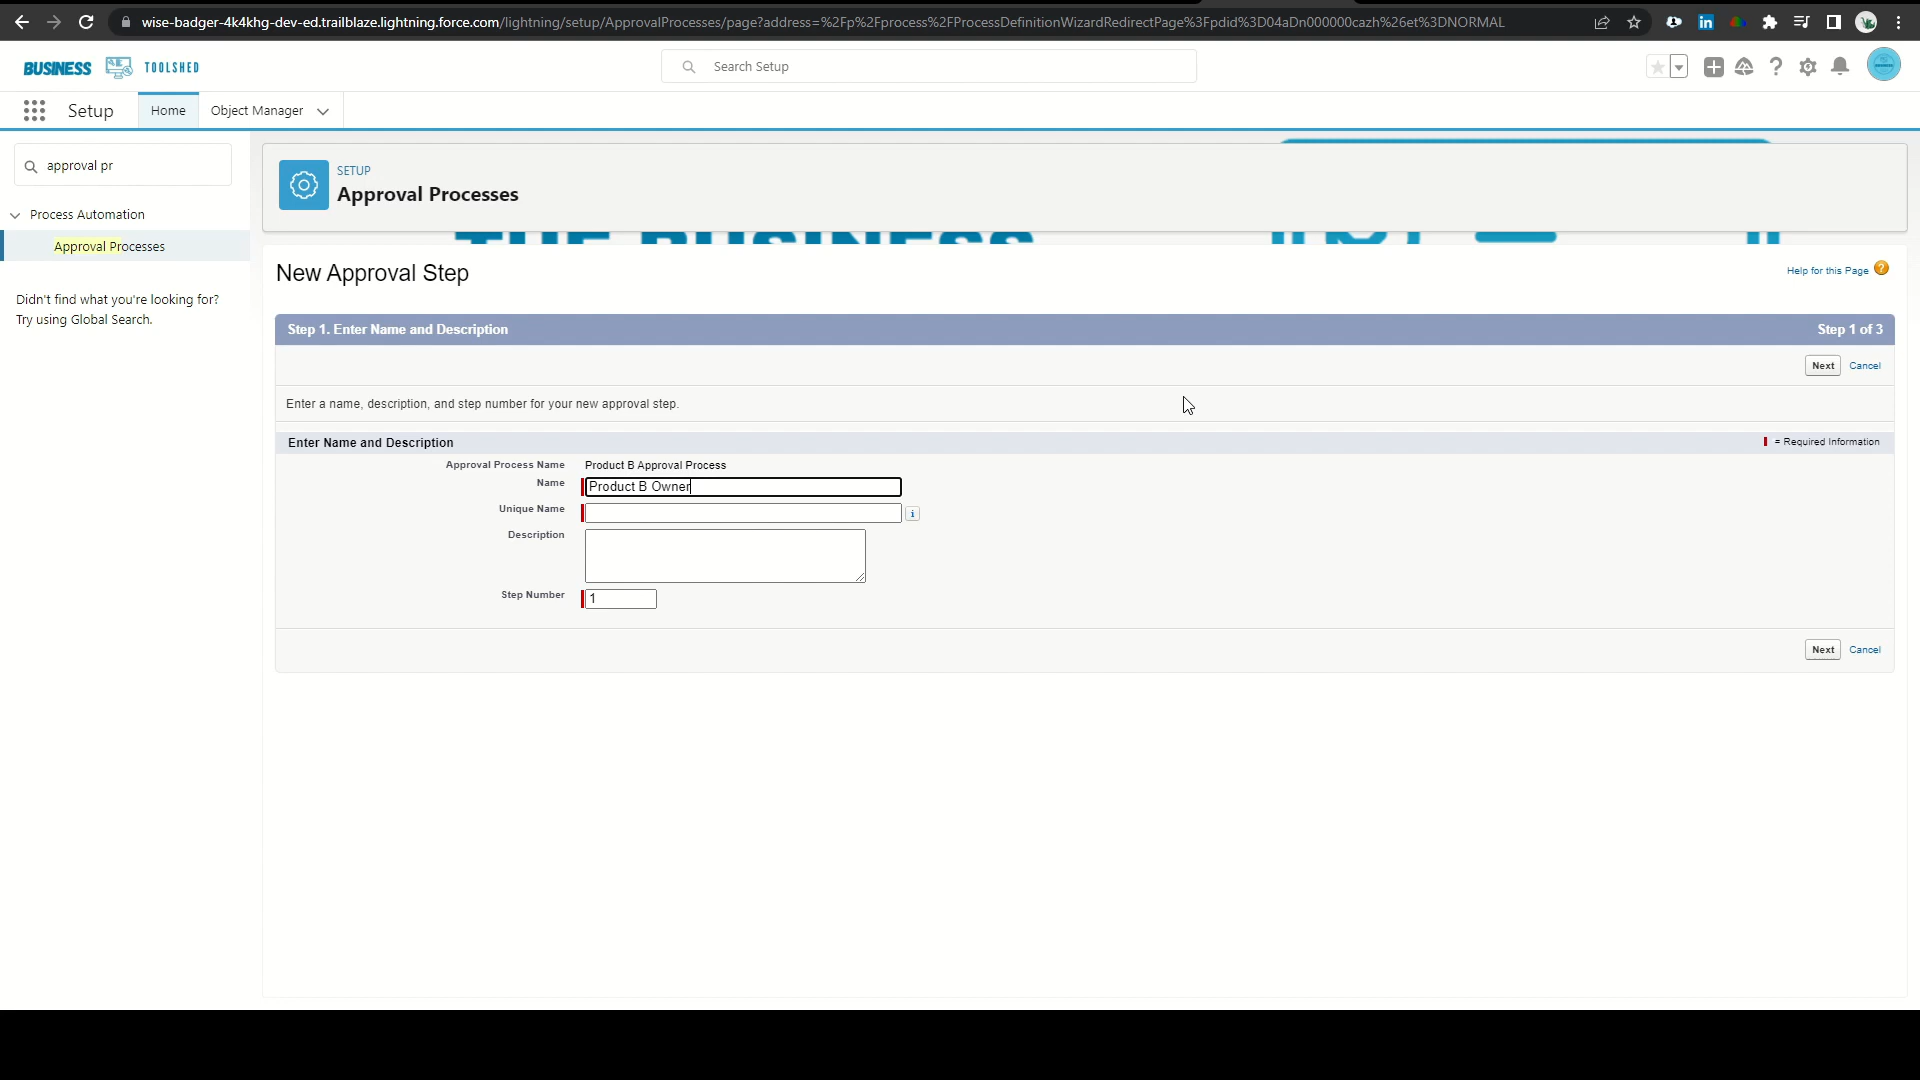 wise-badger-4k4khg-dev-ed.trailblaze.lightning.force.com/lightning/setup/ApprovalProcesses/page?address=%2Fp%2Fprocess%2FProcessDefinitionWizardRedirectPage%3Fpdid%3D04aDn000000cazh%26et%3DNORMAL
BUSINESS TOOLSHED
Search Setup
Setup
Home
Object Manager
approval pr
SETUP
Approval Processes
Process Automation
Approval Processes
Didn't find what you're looking for?
Try using Global Search.
THE BUSINESS
New Approval Step
Help for this Page
Step 1. Enter Name and Description
Step 1 of 3
Next
Cancel
Enter a name, description, and step number for your new approval step.
Enter Name and Description
= Required Information
Approval Process Name
Product B Approval Process
Name
Product B Owner
Unique Name
i
Description
Step Number
1
Next
Cancel